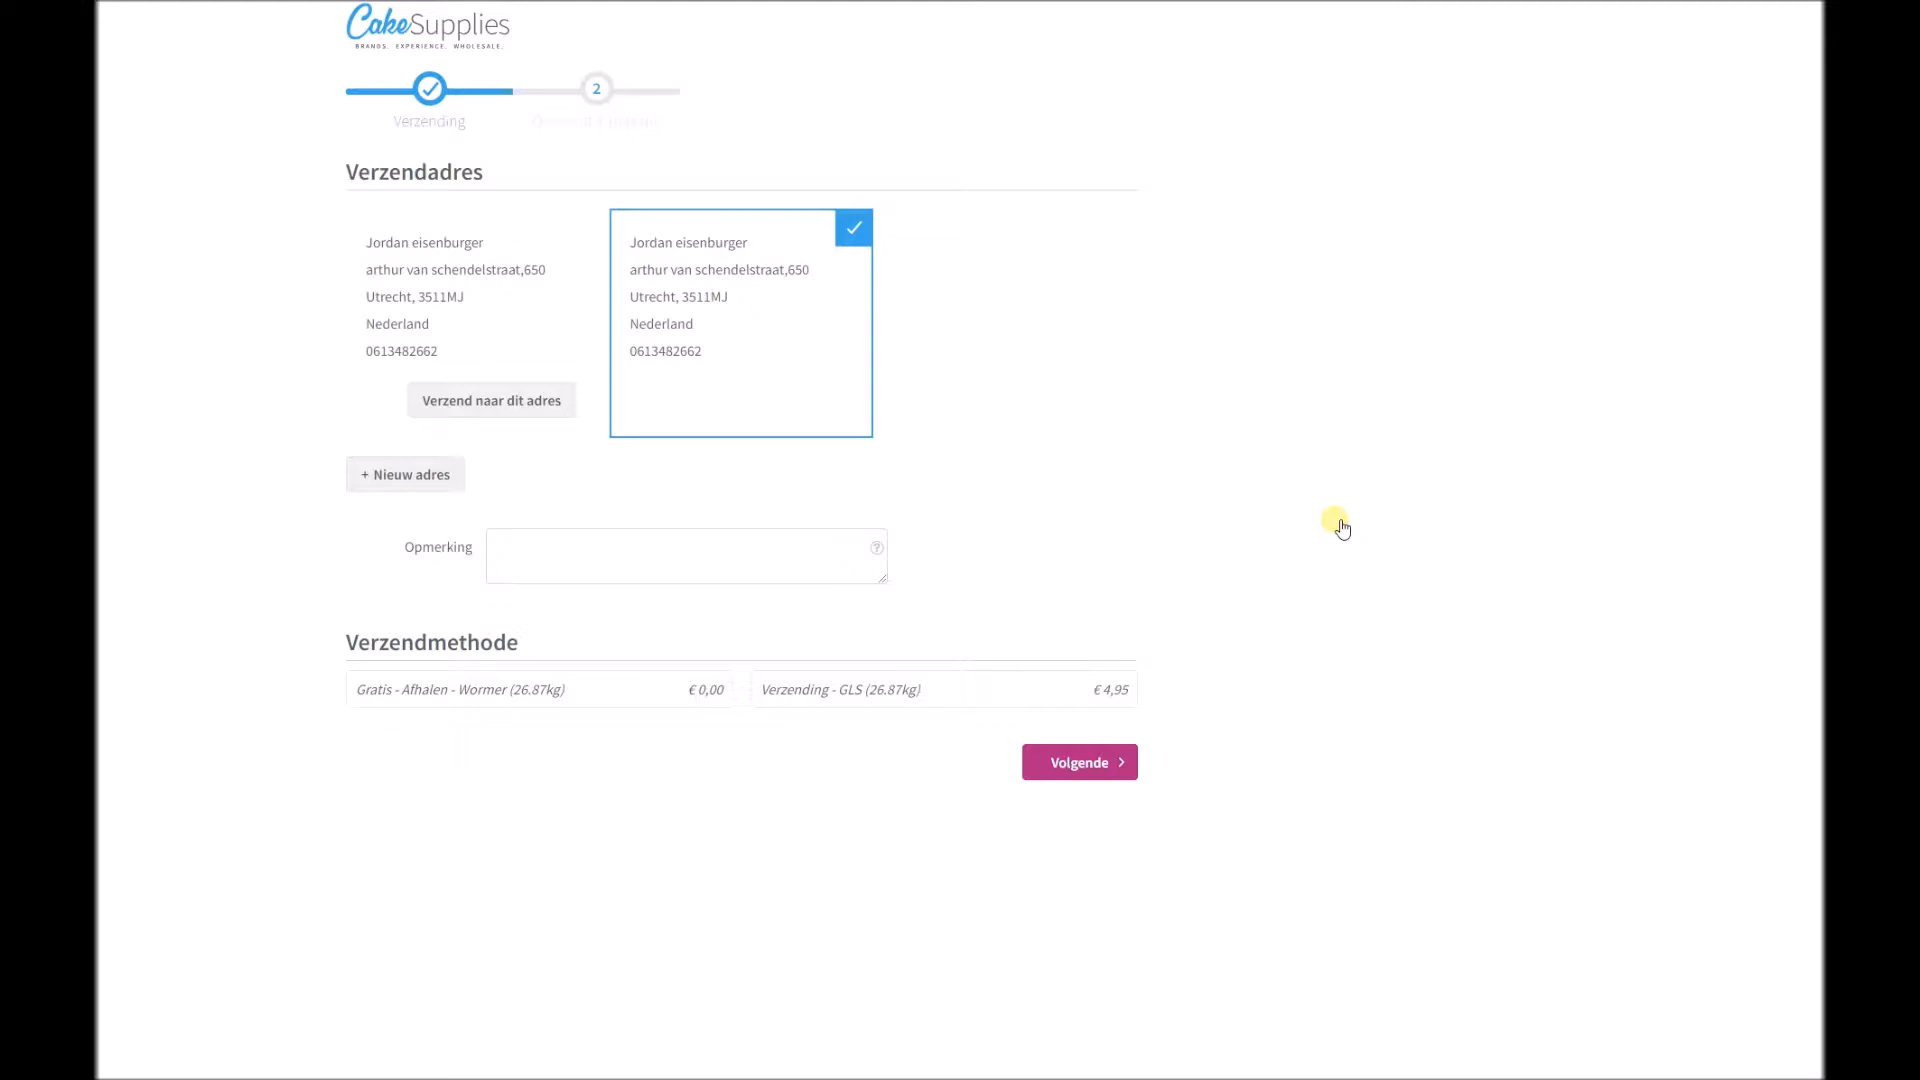 CakeSupplies
BRANDS. EXPERIENCE. WHOLESALE.
2
Verzending
Verzendadres
Jordan eisenburger
arthur van schendelstraat,650
Utrecht, 3511MJ
Nederland
0613482662
Verzend naar dit adres
Jordan eisenburger
arthur van schendelstraat,650
Utrecht, 3511MJ
Nederland
0613482662
+ Nieuw adres
Opmerking
?
Verzendmethode
Gratis - Afhalen - Wormer (26.87kg) € 0,00
Verzending - GLS (26.87kg) € 4,95
Volgende